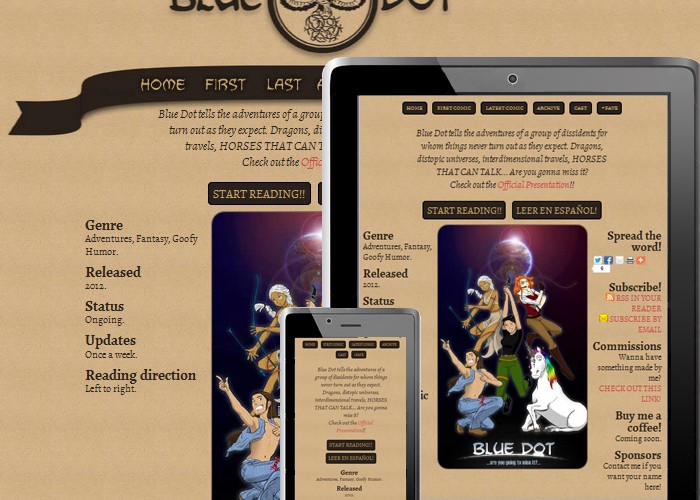 BLUE DOT
HOME FIRST LAST A
Blue Dot tells the adventures of a group
turn out as they expect. Dragons, di
travels, HORSES THAT CAN T
Check out the Offic
START READING!!
Genre
Adventures, Fantasy, Goofy
Humor.
Released
2012.
Status
Ongoing.
Updates
Once a week.
Reading direction
Left to right.
HOME FIRST COMIC LATEST COMIC ARCHIVE CAST
Blue Dot tells the adventures of a group of dissidents for
whom things never turn out as they expect. Dragons,
distopic universes, interdimensional travels, HORSES
THAT CAN TALK... Are you gonna miss it?
Check out the Official Presentation!!
START READING!! LEER EN ESPAÑOL!
Genre
Adventures, Fantasy,
Goofy Humor.
Released
2012.
Status
BLUE DOT
...are you going to miss it?...
Spread the
word!
6
Subscribe!
RSS IN YOUR
READER
SUBSCRIBE BY
EMAIL
Commissions
Wanna have
something made by
me?
CHECK OUT THIS
LINK!
Buy me a
coffee!
Coming soon.
Sponsors
Contact me if you
want your name
here!
ic
HOME FIRST COMIC LATEST COMIC ARCHIVE
CAST
Blue Dot tells the adventures of a
group of dissidents for whom things
never turn out as they expect.
Dragons, distopic universes,
interdimensional travels, HORSES
THAT CAN TALK... Are you gonna
miss it?
Check out the Official
Presentation!!
START READING!!
LEER EN ESPAÑOL!
Genre
Adventures, Fantasy, Goofy Humor.
Released
2012.